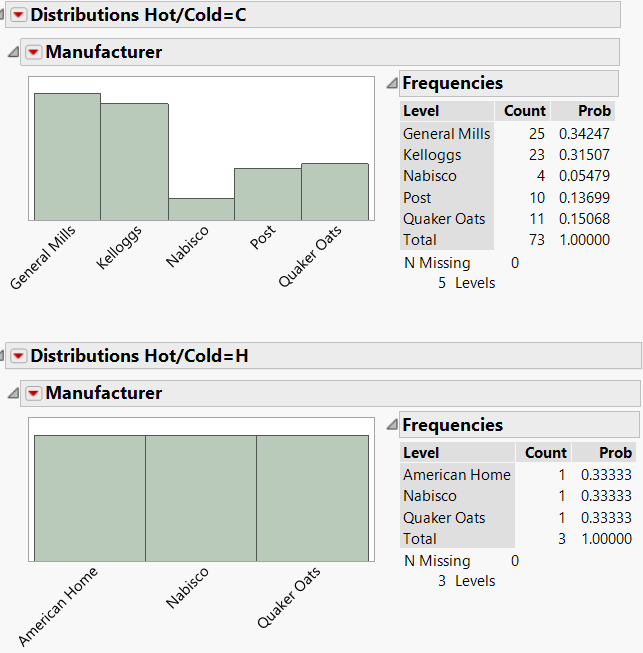 Distributions Hot/Cold=C
Manufacturer
General Mills
Kelloggs
Nabisco
Post
Quaker Oats
Frequencies
Level Count Prob
General Mills 25 0.34247
Kelloggs 23 0.31507
Nabisco 4 0.05479
Post 10 0.13699
Quaker Oats 11 0.15068
Total 73 1.00000
N Missing 0
5 Levels
Distributions Hot/Cold=H
Manufacturer
American Home
Nabisco
Quaker Oats
Frequencies
Level Count Prob
American Home 1 0.33333
Nabisco 1 0.33333
Quaker Oats 1 0.33333
Total 3 1.00000
N Missing 0
3 Levels